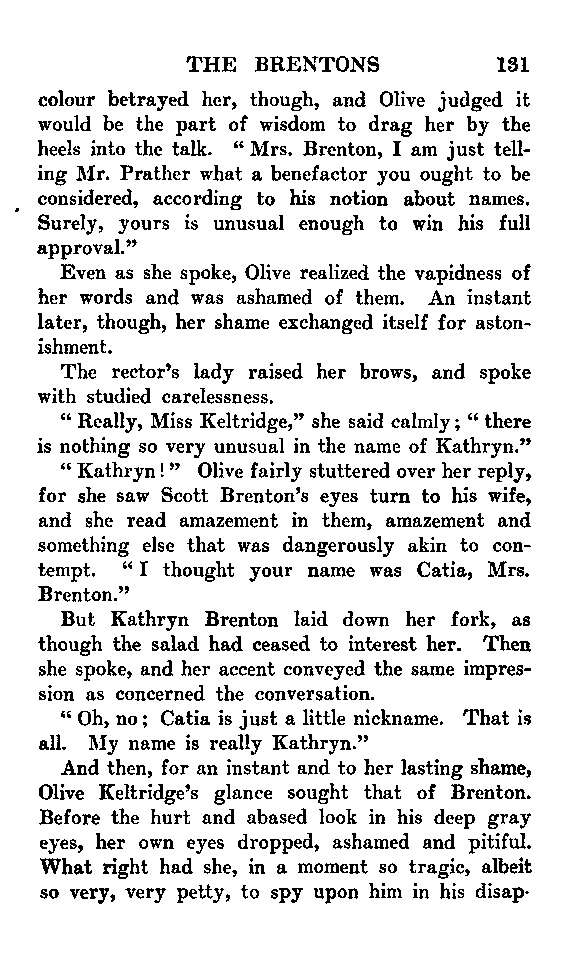 THE BRENTONS 131
colour betrayed her, though, and Olive judged it
would be the part of wisdom to drag her by the
heels into the talk. “ Mrs. Brenton, I am just tell-
ing Mr. Prather what a benefactor you ought to be
considered, according to his notion about names.
Surely, yours is unusual enough to win his full
approval.”
Even as she spoke, Olive realized the vapidness of
her words and was ashamed of them. An instant
later, though, her shame exchanged itself for aston-
ishment.
The rector’s lady raised her brows, and spoke
with studied carelessness.
“ Really, Miss Keltridge,” she said calmly ; “ there
is nothing so very unusual in the name of Kathryn.”
“ Kathryn ! ” Olive fairly stuttered over her reply,
for she saw Scott Brenton’s eyes turn to his wife,
and she read amazement in them, amazement and
something else that was dangerously akin to con-
tempt. “ I thought your name was Catia, Mrs.
Brenton.”
But Kathryn Brenton laid down her fork, as
though the salad had ceased to interest her. Then
she spoke, and her accent conveyed the same impres-
sion as concerned the conversation.
“ Oh, no ; Catia is just a little nickname. That is
all. My name is really Kathryn.”
And then, for an instant and to her lasting shame,
Olive Keltridge’s glance sought that of Brenton.
Before the hurt and abased look in his deep gray
eyes, her own eyes dropped, ashamed and pitiful.
What right had she, in a moment so tragic, albeit
so very, very petty, to spy upon him in his disap-